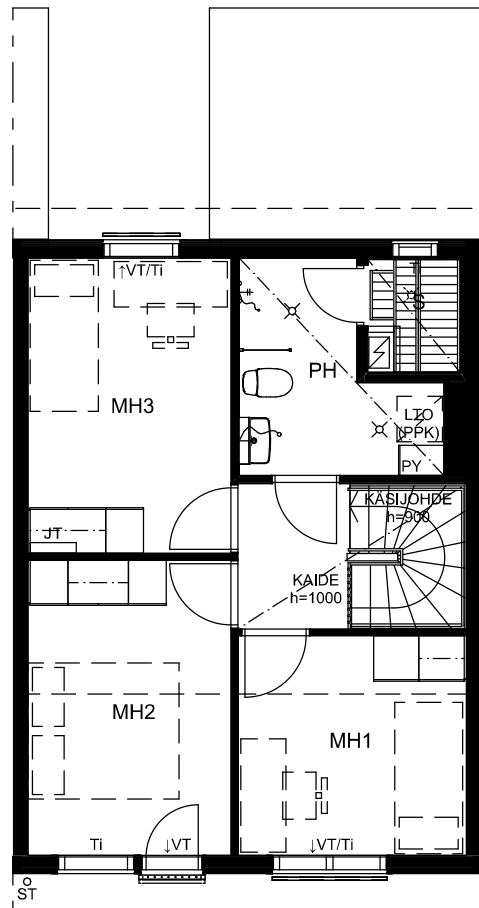 ↑VT/Ti
S
PH
MH3
LTO
(PPK)
PY
KÄSIJOHDE
h=900
JT
KAIDE
h=1000
MH2
MH1
Ti
↓VT
↓VT/Ti
ST